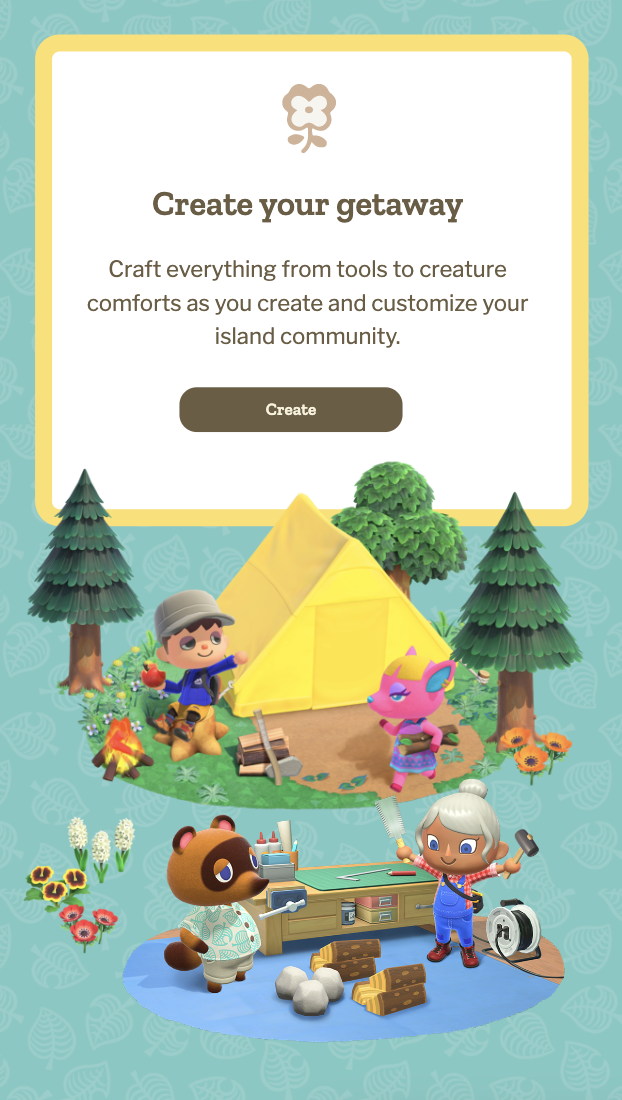 Create your getaway
Craft everything from tools to creature
comforts as you create and customize your
island community.
Create